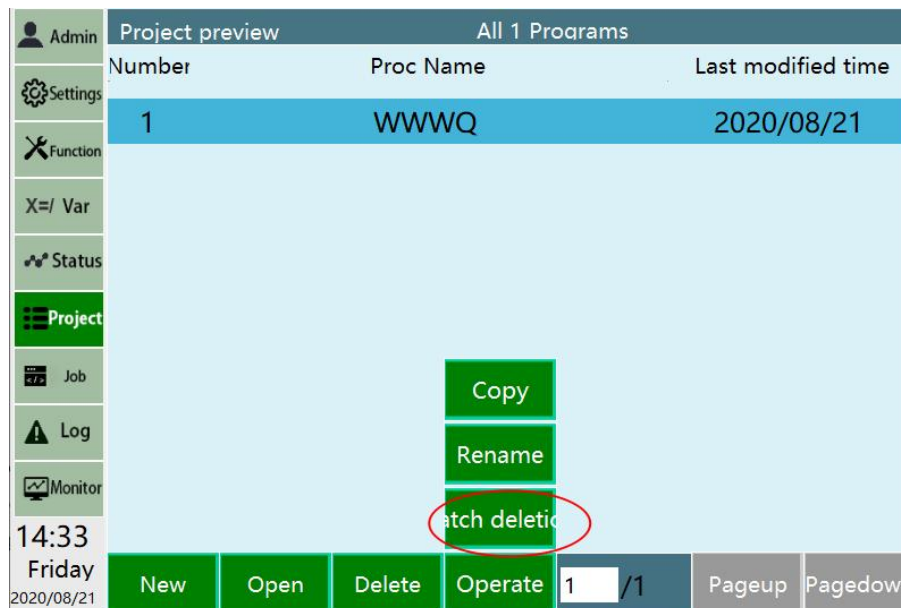 Admin
Settings
Function
X=/ Var
Status
Project
Job
Log
Monitor
14:33
Friday
2020/08/21
Project preview All 1 Programs
Number Proc Name Last modified time
1 WWWQ 2020/08/21
Copy
Rename
atch deletio
New Open Delete Operate 1 /1 Pageup Pagedow